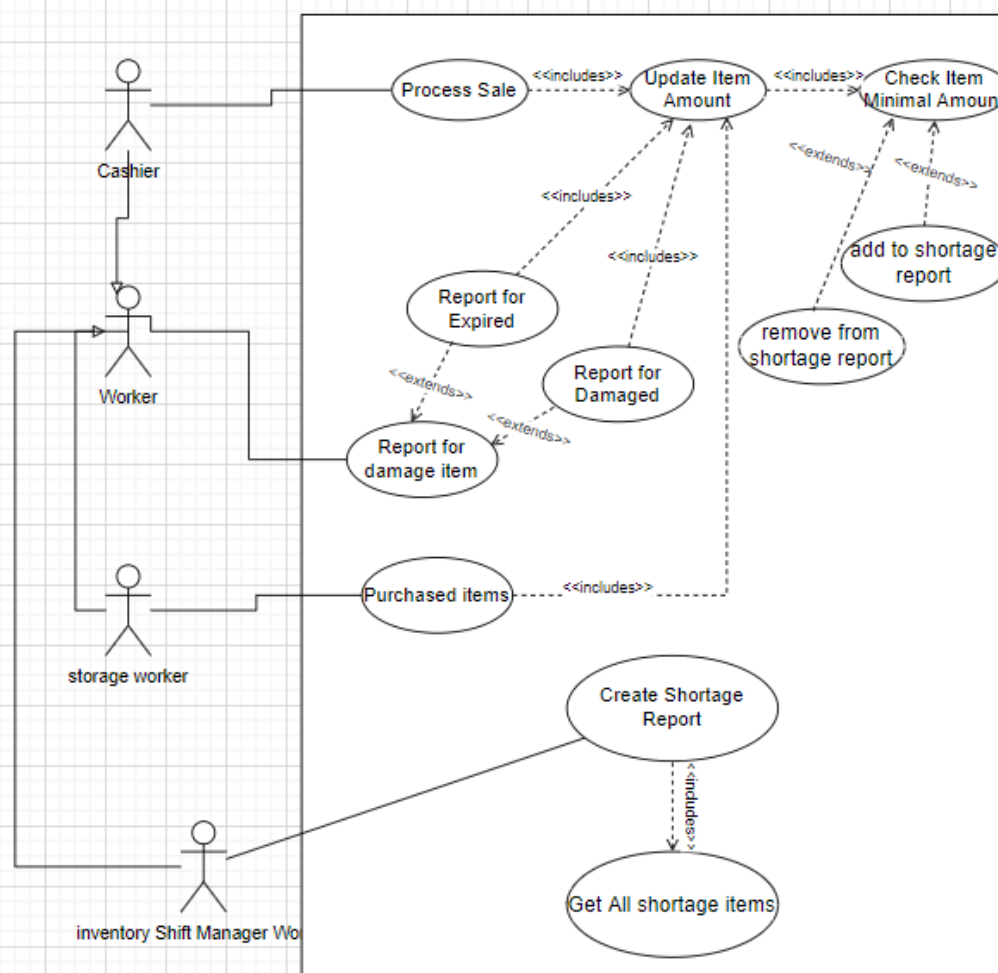 Process Sale
<<includes>>
Update Item
Amount
<<includes>>
Check Item
Minimal Amoun
Cashier
<<extends>>
<<extends>>
<<includes>>
<<includes>>
add to shortage
report
Report for
Expired
remove from
shortage report
Worker
Report for
Damaged
<<extends>>
<<extends>>
Report for
damage item
Purchased items
<<includes>>
storage worker
Create Shortage
Report
<<includes>>
Get All shortage items
inventory Shift Manager Wo